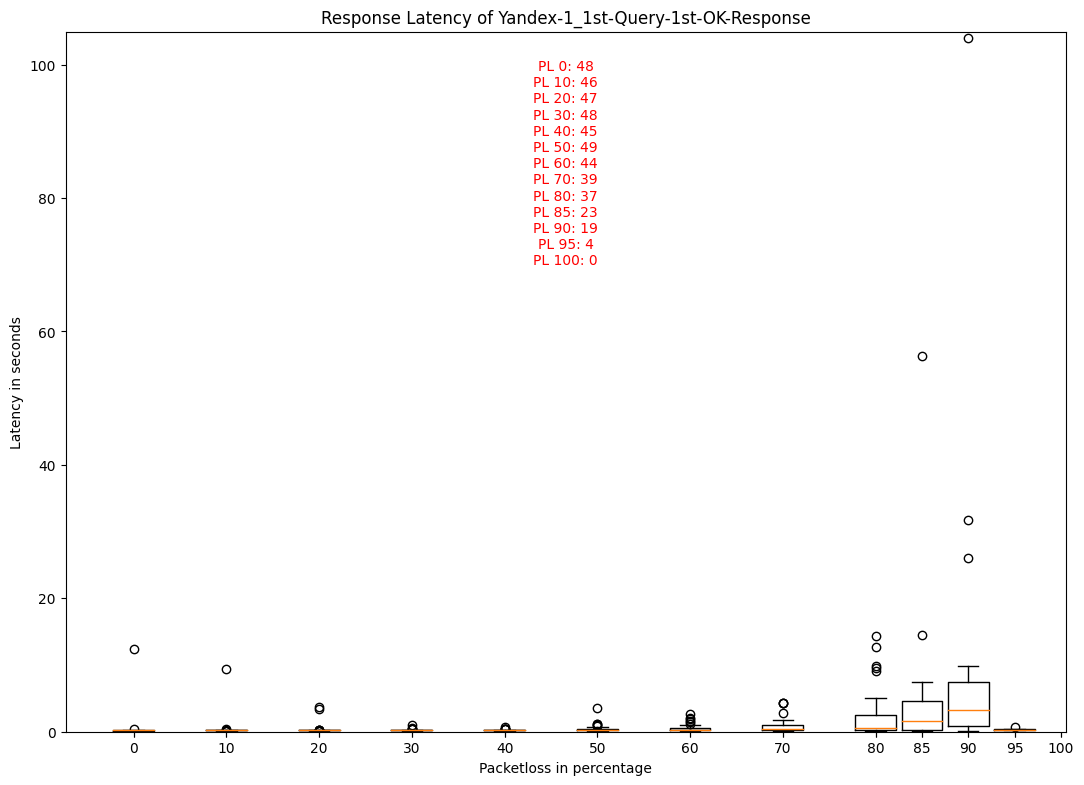 Response Latency of Yandex-1_1st-Query-1st-OK-Response
PL 0: 48
PL 10: 46
PL 20: 47
PL 30: 48
PL 40: 45
PL 50: 49
PL 60: 44
PL 70: 39
PL 80: 37
PL 85: 23
PL 90: 19
PL 95: 4
PL 100: 0
Latency in seconds
100
80
60
40
20
0
0 10 20 30 40 50 60 70 80 85 90 95 100
Packetloss in percentage